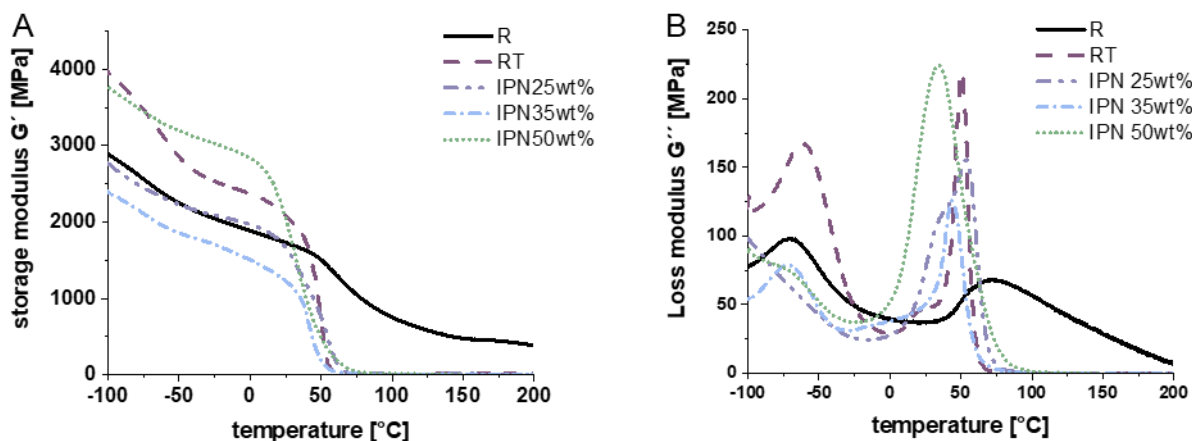 A
storage modulus G´ [MPa]
4000
3000
2000
1000
0
-100 -50 0 50 100 150 200
temperature [°C]
R
RT
IPN25wt%
IPN35wt%
IPN50wt%
B
Loss modulus G´´ [MPa]
250
200
150
100
50
0
-100 -50 0 50 100 150 200
temperature [°C]
R
RT
IPN 25wt%
IPN 35wt%
IPN 50wt%